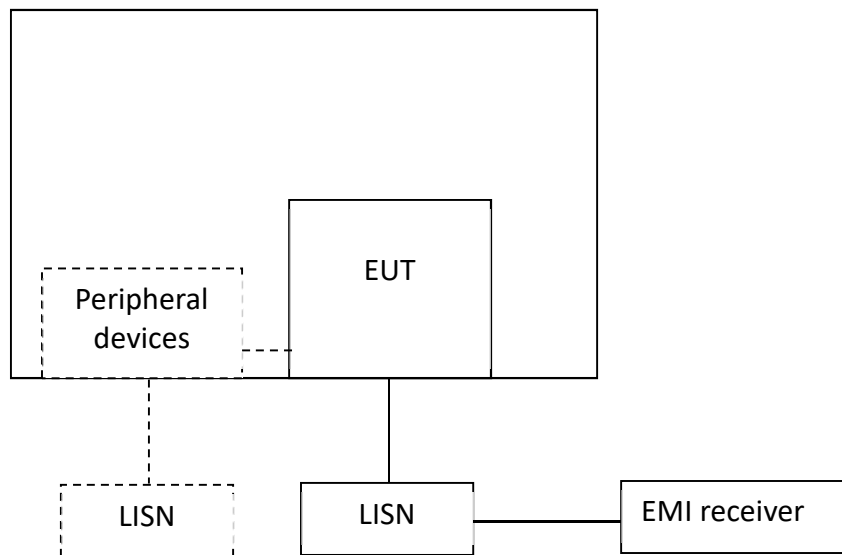 EUT
Peripheral
devices
LISN
LISN
EMI receiver